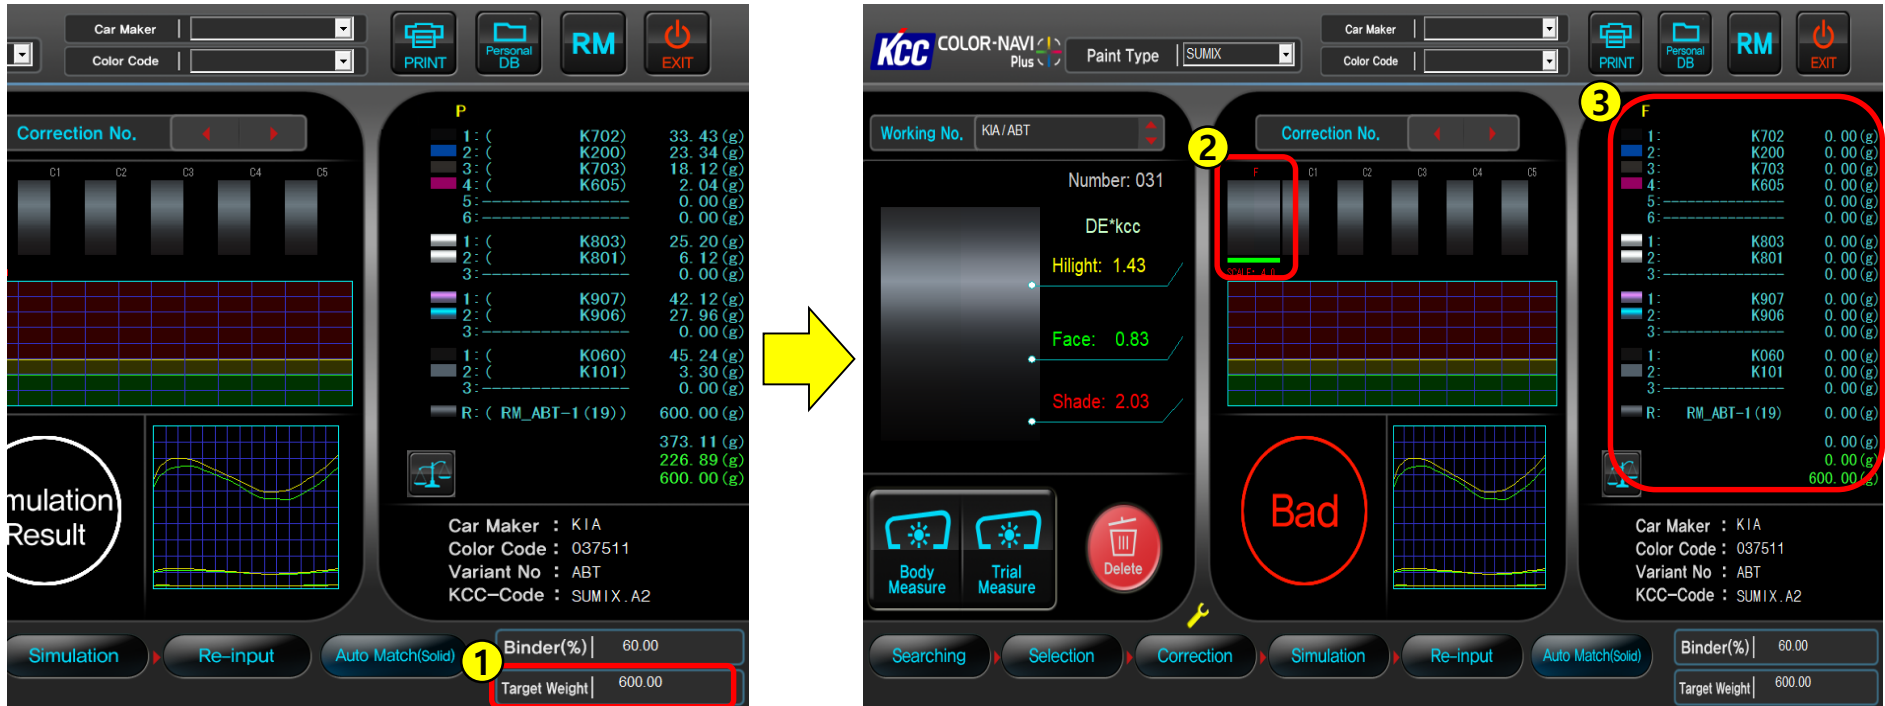 Car Maker
Color Code
PRINT
Personal
DB
RM
EXIT
Correction No.
C1 C2 C3 C4 C5
P
1:( K702) 33.43(g)
2:( K200) 23.34(g)
3:( K703) 18.12(g)
4:( K605) 2.04(g)
5:---------------- 0.00(g)
6:---------------- 0.00(g)
1:( K803) 25.20(g)
2:( K801) 6.12(g)
3:---------------- 0.00(g)
1:( K907) 42.12(g)
2:( K906) 27.96(g)
3:---------------- 0.00(g)
1:( K060) 45.24(g)
2:( K101) 3.30(g)
3:---------------- 0.00(g)
R:( RM_ABT-1(19)) 600.00(g)
373.11(g)
226.89(g)
600.00(g)
mulation
Result
Car Maker : KIA
Color Code : 037511
Variant No : ABT
KCC-Code : SUMIX.A2
Simulation
Re-input
Auto Match(Solid)
1
Binder(%) 60.00
Target Weight 600.00
KCC COLOR-NAVI
Plus
Paint Type SUMIX
Car Maker
Color Code
PRINT
Personal
DB
RM
EXIT
Working No. KIA/ABT
Number: 031
DE*kcc
Hilight: 1.43
Face: 0.83
Shade: 2.03
Body
Measure
Trial
Measure
Delete
2
Correction No.
F C1 C2 C3 C4 C5
SCALE: 4.0
Bad
3
F
1: K702 0.00(g)
2: K200 0.00(g)
3: K703 0.00(g)
4: K605 0.00(g)
5:---------------- 0.00(g)
6:---------------- 0.00(g)
1: K803 0.00(g)
2: K801 0.00(g)
3:---------------- 0.00(g)
1: K907 0.00(g)
2: K906 0.00(g)
3:---------------- 0.00(g)
1: K060 0.00(g)
2: K101 0.00(g)
3:---------------- 0.00(g)
R: RM_ABT-1(19) 0.00(g)
0.00(g)
0.00(g)
600.00(g)
Car Maker : KIA
Color Code : 037511
Variant No : ABT
KCC-Code : SUMIX.A2
Searching
Selection
Correction
Simulation
Re-input
Auto Match(Solid)
Binder(%) 60.00
Target Weight 600.00